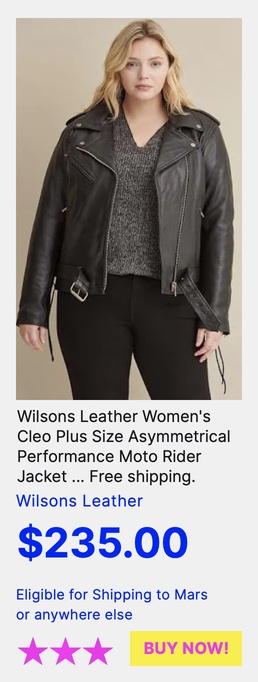 Wilsons Leather Women's
Cleo Plus Size Asymmetrical
Performance Moto Rider
Jacket ... Free shipping.
Wilsons Leather
$235.00
Eligible for Shipping to Mars
or anywhere else
BUY NOW!